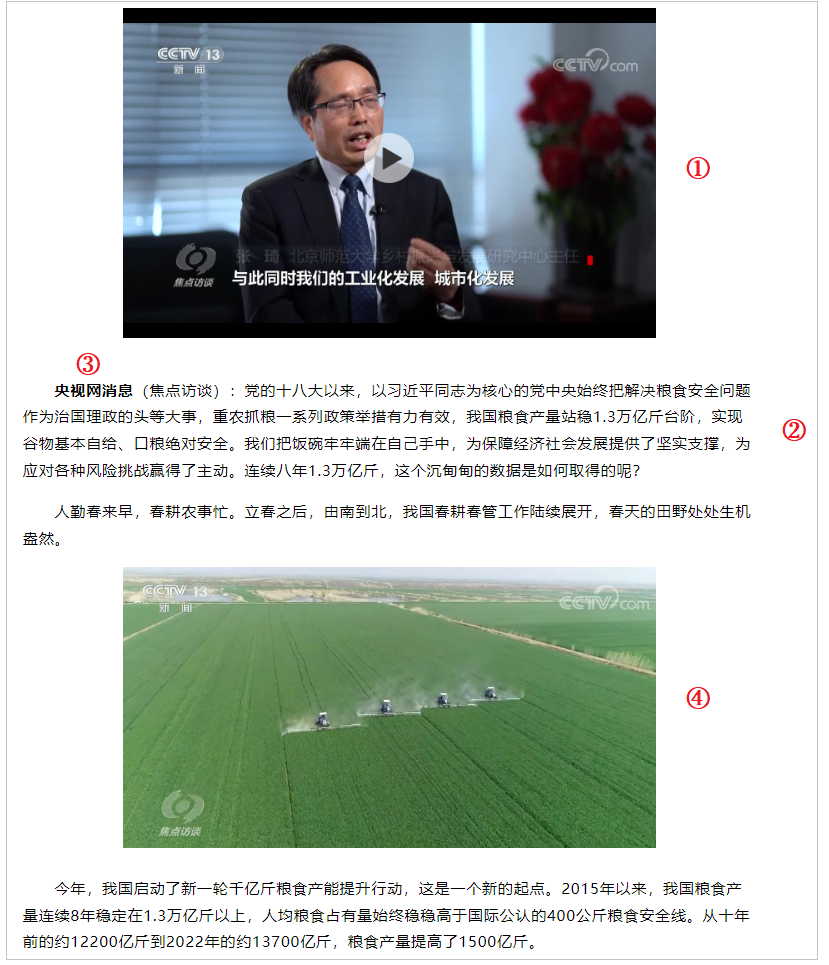 CCTV 13
新闻
CCTV.com
①
张琦 北京师范大学乡村振兴与发展研究中心主任
焦点访谈
与此同时我们的工业化发展 城市化发展
③
央视网消息（焦点访谈）：党的十八大以来，以习近平同志为核心的党中央始终把解决粮食安全问题
作为治国理政的头等大事，重农抓粮一系列政策举措有力有效，我国粮食产量站稳1.3万亿斤台阶，实现
②
谷物基本自给、口粮绝对安全。我们把饭碗牢牢端在自己手中，为保障经济社会发展提供了坚实支撑，为
应对各种风险挑战赢得了主动。连续八年1.3万亿斤，这个沉甸甸的数据是如何取得的呢？
人勤春来早，春耕农事忙。立春之后，由南到北，我国春耕春管工作陆续展开，春天的田野处处生机
盎然。
CCTV 13
新闻
CCTV.com
④
焦点访谈
今年，我国启动了新一轮千亿斤粮食产能提升行动，这是一个新的起点。2015年以来，我国粮食产
量连续8年稳定在1.3万亿斤以上，人均粮食占有量始终稳稳高于国际公认的400公斤粮食安全线。从十年
前的约12200亿斤到2022年的约13700亿斤，粮食产量提高了1500亿斤。